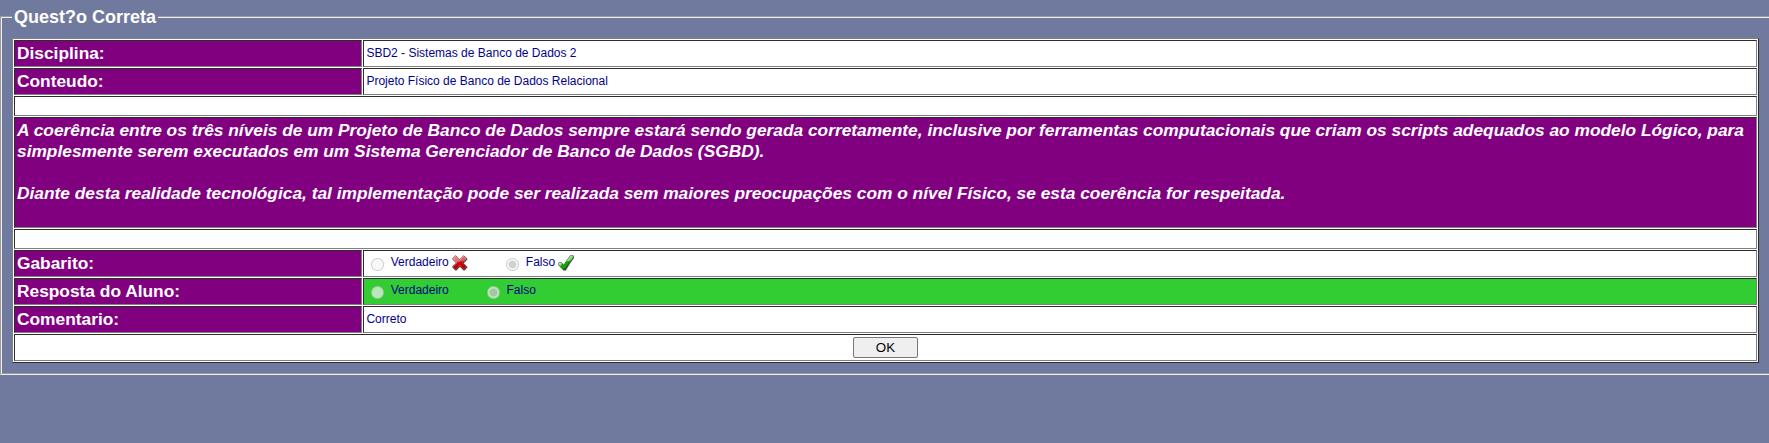 Quest?o Correta
Disciplina: SBD2 - Sistemas de Banco de Dados 2
Conteudo: Projeto Físico de Banco de Dados Relacional
A coerência entre os três níveis de um Projeto de Banco de Dados sempre estará sendo gerada corretamente, inclusive por ferramentas computacionais que criam os scripts adequados ao modelo Lógico, para
simplesmente serem executados em um Sistema Gerenciador de Banco de Dados (SGBD).
Diante desta realidade tecnológica, tal implementação pode ser realizada sem maiores preocupações com o nível Físico, se esta coerência for respeitada.
Gabarito: Verdadeiro Falso
Resposta do Aluno: Verdadeiro Falso
Comentario: Correto
OK